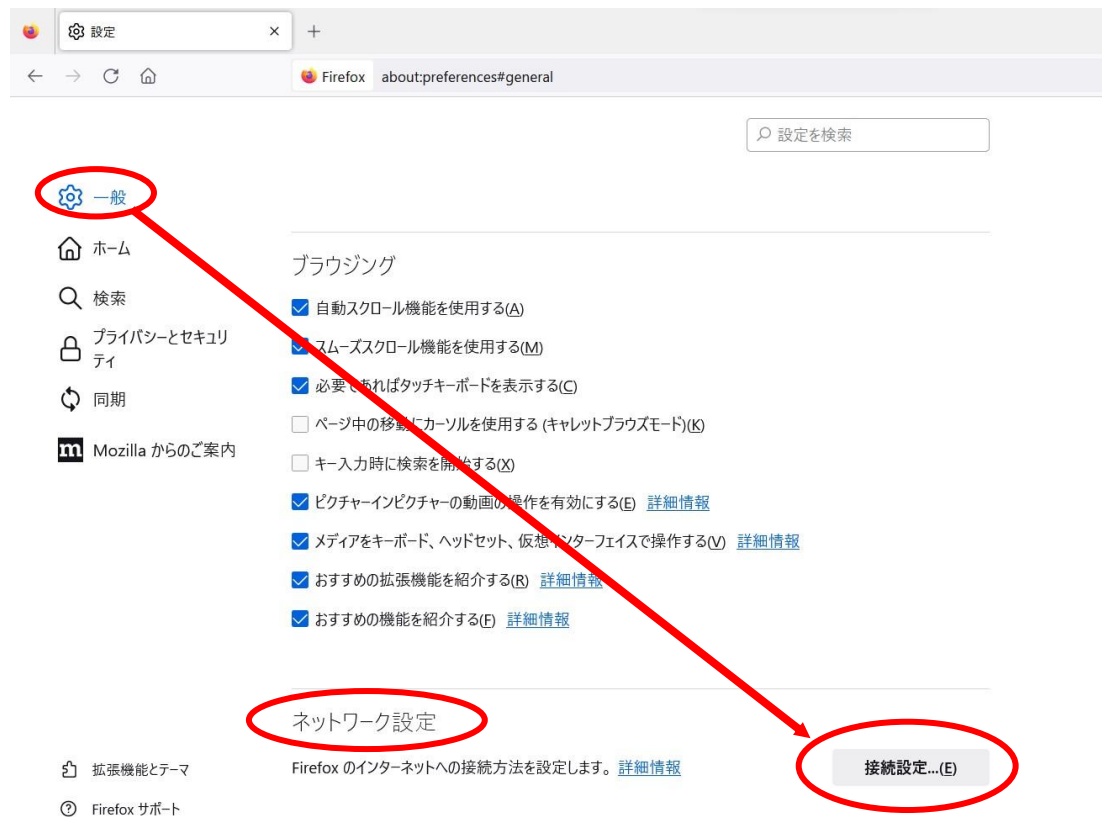 設定
Firefox about:preferences#general
設定を検索
一般
ホーム
検索
プライバシーとセキュリ
ティ
同期
Mozilla からのご案内
ブラウジング
自動スクロール機能を使用する(A)
スムーズスクロール機能を使用する(M)
必要であればタッチキーボードを表示する(C)
ページ中の移動にカーソルを使用する (キャレットブラウズモード)(K)
キー入力時に検索を開始する(X)
ピクチャーインピクチャーの動画の操作を有効にする(E) 詳細情報
メディアをキーボード、ヘッドセット、仮想インターフェイスで操作する(V) 詳細情報
おすすめの拡張機能を紹介する(R) 詳細情報
おすすめの機能を紹介する(F) 詳細情報
ネットワーク設定
Firefox のインターネットへの接続方法を設定します。 詳細情報
接続設定...(E)
拡張機能とテーマ
Firefox サポート